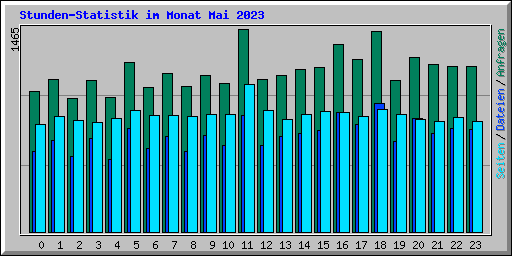 Stunden-Statistik im Monat Mai 2023
1465
Seiten / Dateien / Anfragen
0 1 2 3 4 5 6 7 8 9 10 11 12 13 14 15 16 17 18 19 20 21 22 23